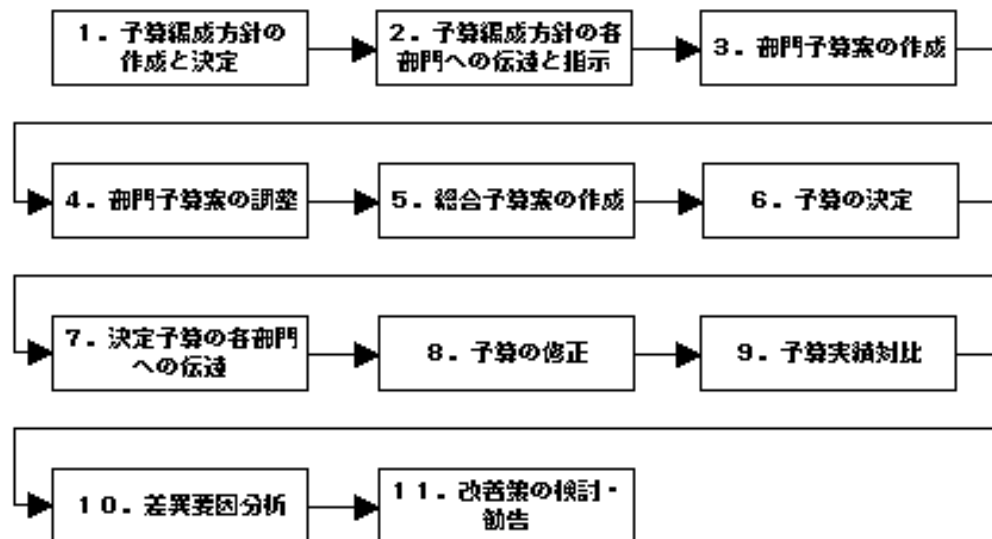 1．予算編成方針の
作成と決定
2．予算編成方針の各
部門への伝達と指示
3．部門予算案の作成
4．部門予算案の調整
5．総合予算案の作成
6．予算の決定
7．決定予算の各部門
への伝達
8．予算の修正
9．予算実績対比
10．差異要因分析
11．改善策の検討・
勧告